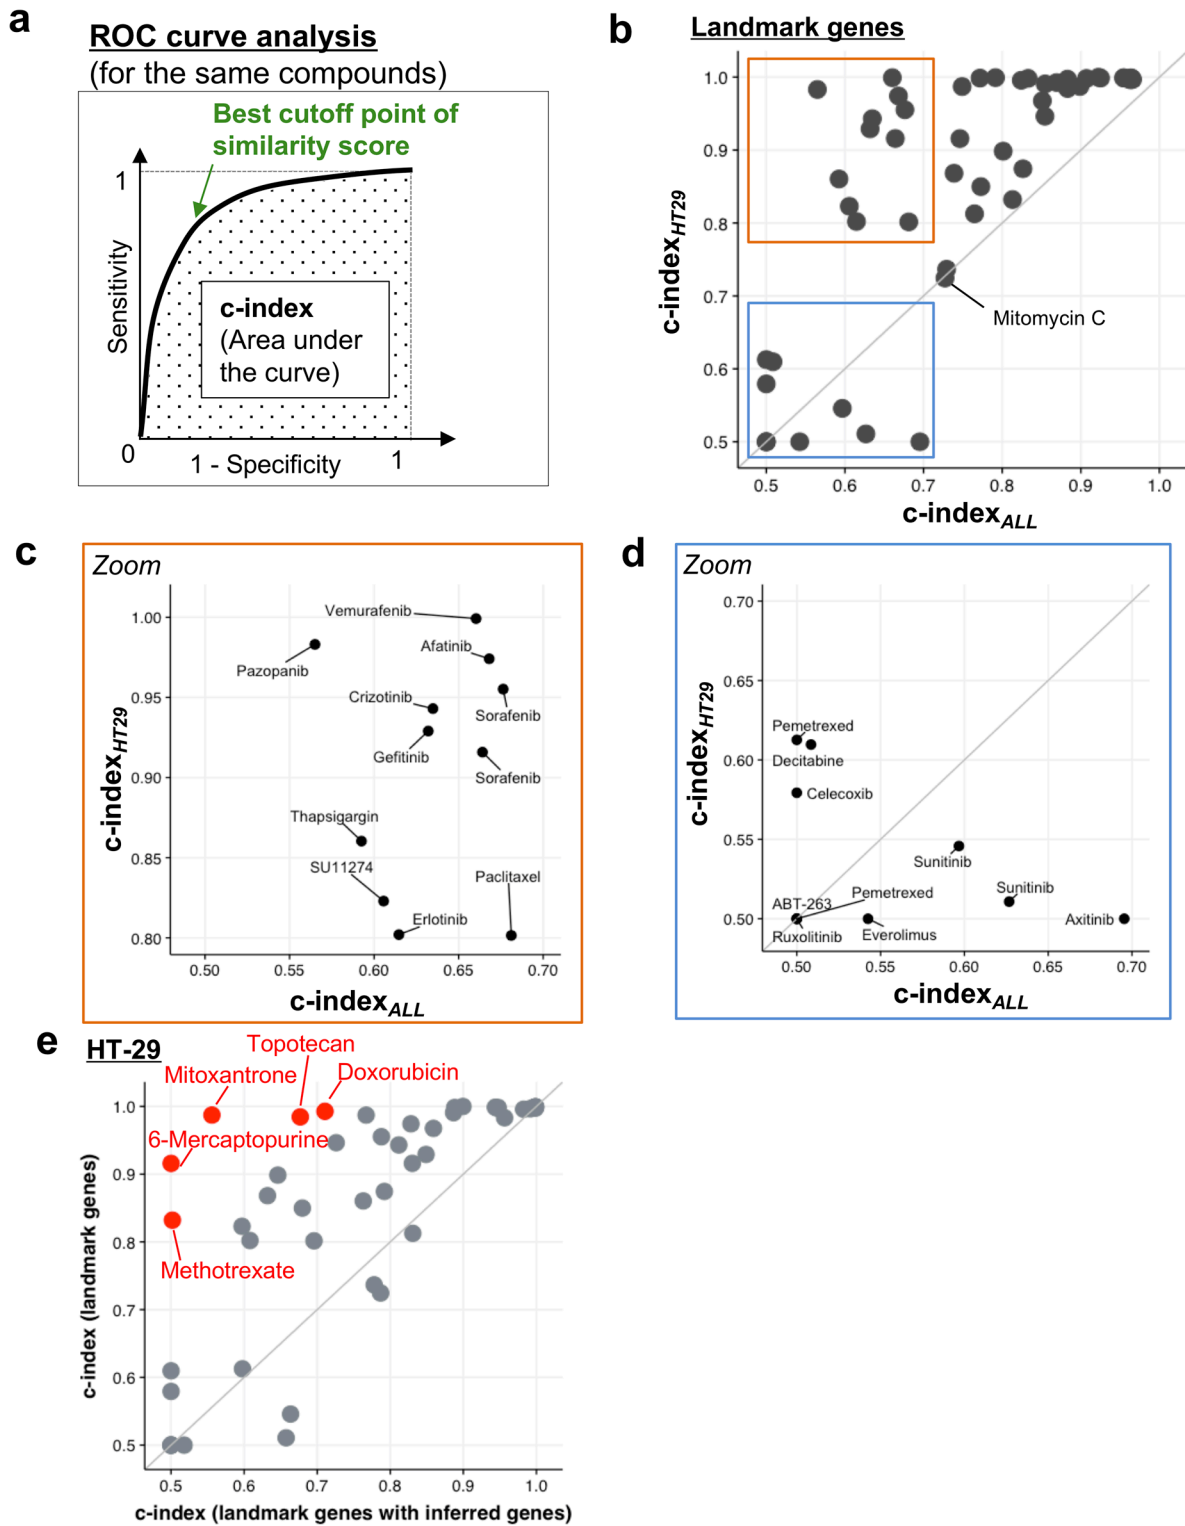 a
ROC curve analysis
(for the same compounds)
Best cutoff point of
similarity score
1
Sensitivity
c-index
(Area under
the curve)
0
1 - Specificity
1
b
Landmark genes
1.0
0.9
0.8
0.7
0.6
0.5
c-indexHT29
Mitomycin C
0.5
0.6
0.7
0.8
0.9
1.0
c-indexALL
c
Zoom
1.00
0.95
0.90
0.85
0.80
c-indexHT29
Vemurafenib
Afatinib
Pazopanib
Crizotinib
Sorafenib
Gefitinib
Sorafenib
Thapsigargin
SU11274
Paclitaxel
Erlotinib
0.50
0.55
0.60
0.65
0.70
c-indexALL
d
Zoom
0.70
0.65
0.60
0.55
0.50
c-indexHT29
Pemetrexed
Decitabine
Celecoxib
Sunitinib
Sunitinib
Pemetrexed
ABT-263
Axitinib
Ruxolitinib
Everolimus
0.50
0.55
0.60
0.65
0.70
c-indexALL
e
HT-29
Topotecan
Mitoxantrone
Doxorubicin
6-Mercaptopurine
Methotrexate
1.0
0.9
0.8
0.7
0.6
0.5
c-index (landmark genes)
0.5
0.6
0.7
0.8
0.9
1.0
c-index (landmark genes with inferred genes)